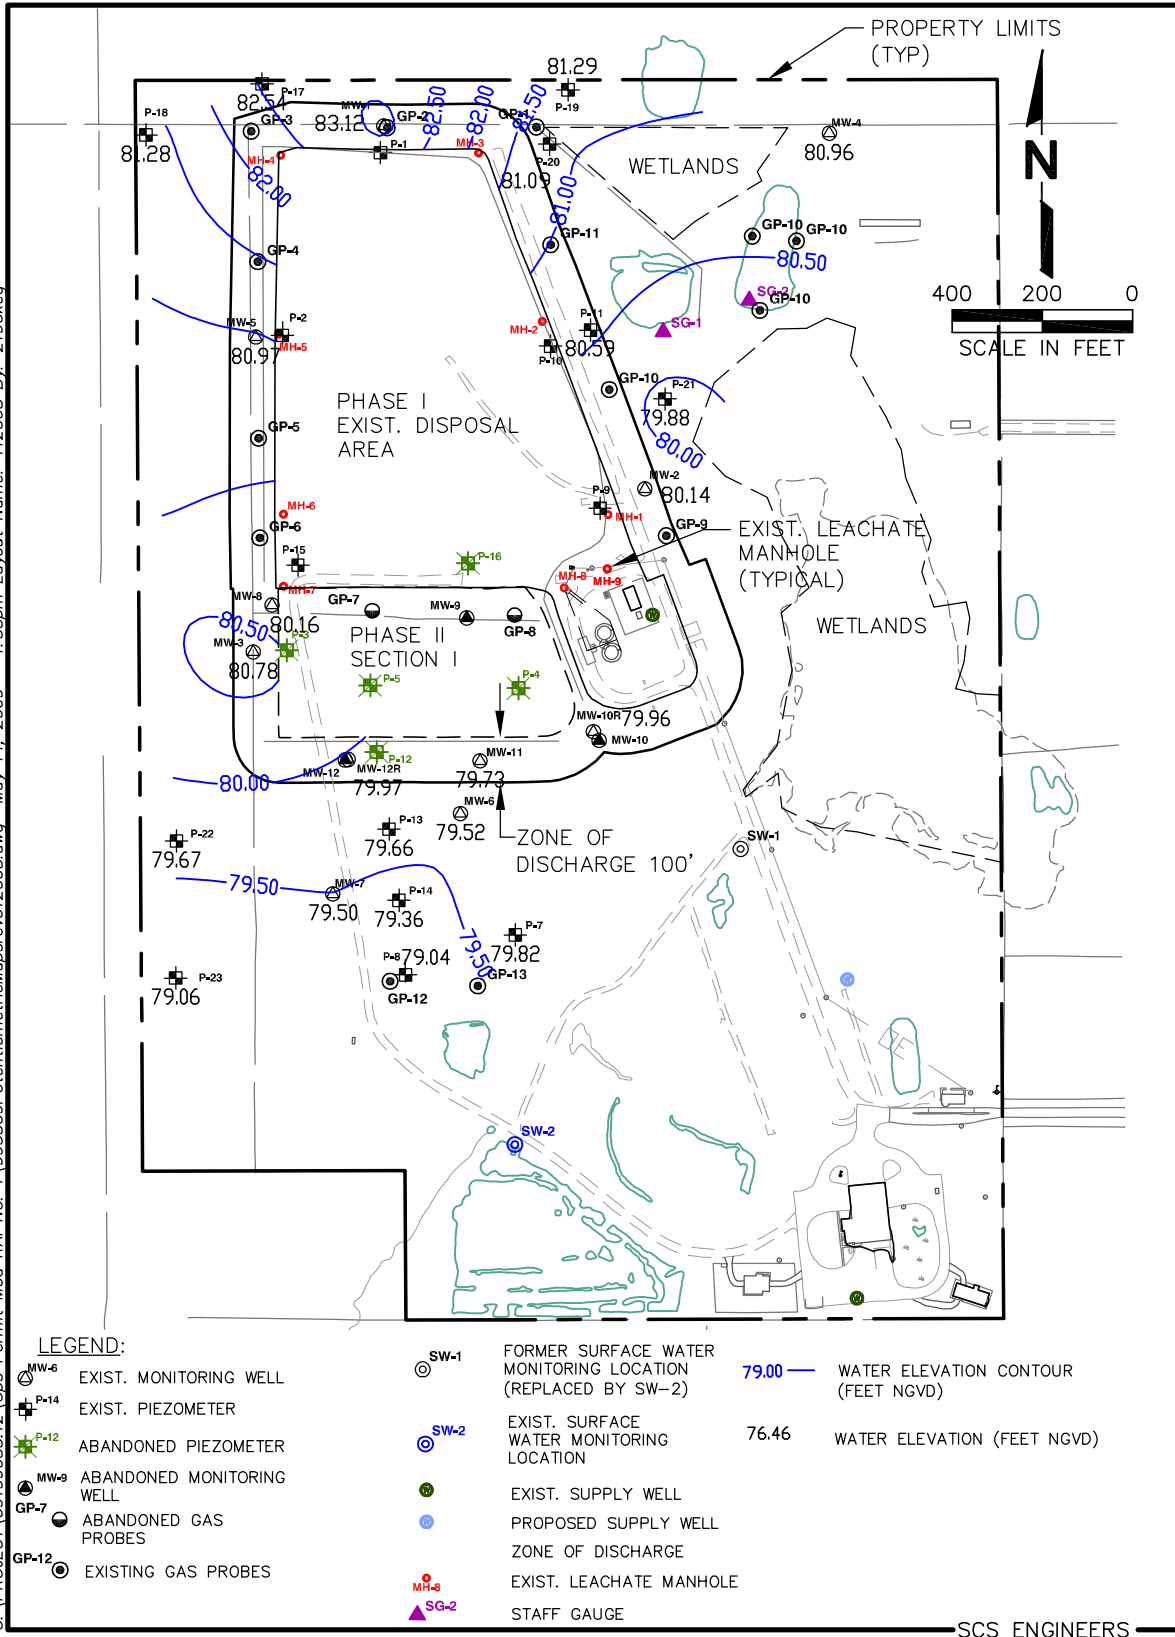 PROPERTY LIMITS
(TYP)
81.29
P-19
P-17
82.54
P-18
81.28
GP-3
MW-1
83.12
GP-2
P-1
82.50
82.00
81.50
MH-3
MH-4
P-20
81.09
MW-4
80.96
WETLANDS
N
82.00
81.00
GP-4
GP-11
GP-10
GP-10
80.50
SG-2
GP-10
SG-1
400 200 0
SCALE IN FEET
MW-5
80.97
P-2
MH-5
MH-2
P-11
80.59
P-10
GP-10
P-21
79.88
80.00
PHASE I
EXIST. DISPOSAL
AREA
GP-5
MW-2
80.14
P-9
MH-1
MH-6
GP-6
GP-9
EXIST. LEACHATE
MANHOLE
(TYPICAL)
P-15
P-16
MH-7
MH-8
MH-9
MW-8
80.16
GP-7
MW-9
GP-8
WETLANDS
80.50
P-3
MW-3
80.78
PHASE II
SECTION I
P-5
P-4
MW-10R
79.96
MW-10
P-12
MW-12
MW-12R
79.97
MW-11
79.73
80.00
MW-6
79.52
ZONE OF
DISCHARGE 100'
P-13
79.66
P-22
79.67
SW-1
79.50
MW-7
79.50
P-14
79.36
P-7
79.82
79.50
P-8
79.04
GP-12
GP-13
P-23
79.06
SW-2
LEGEND:
MW-6
EXIST. MONITORING WELL
P-14
EXIST. PIEZOMETER
P-12
ABANDONED PIEZOMETER
MW-9
ABANDONED MONITORING
WELL
GP-7
ABANDONED GAS
PROBES
GP-12
EXISTING GAS PROBES
SW-1
FORMER SURFACE WATER
MONITORING LOCATION
(REPLACED BY SW-2)
SW-2
EXIST. SURFACE
WATER MONITORING
LOCATION
EXIST. SUPPLY WELL
PROPOSED SUPPLY WELL
ZONE OF DISCHARGE
MH-8
EXIST. LEACHATE MANHOLE
SG-2
STAFF GAUGE
79.00
WATER ELEVATION CONTOUR
(FEET NGVD)
76.46
WATER ELEVATION (FEET NGVD)
SCS ENGINEERS